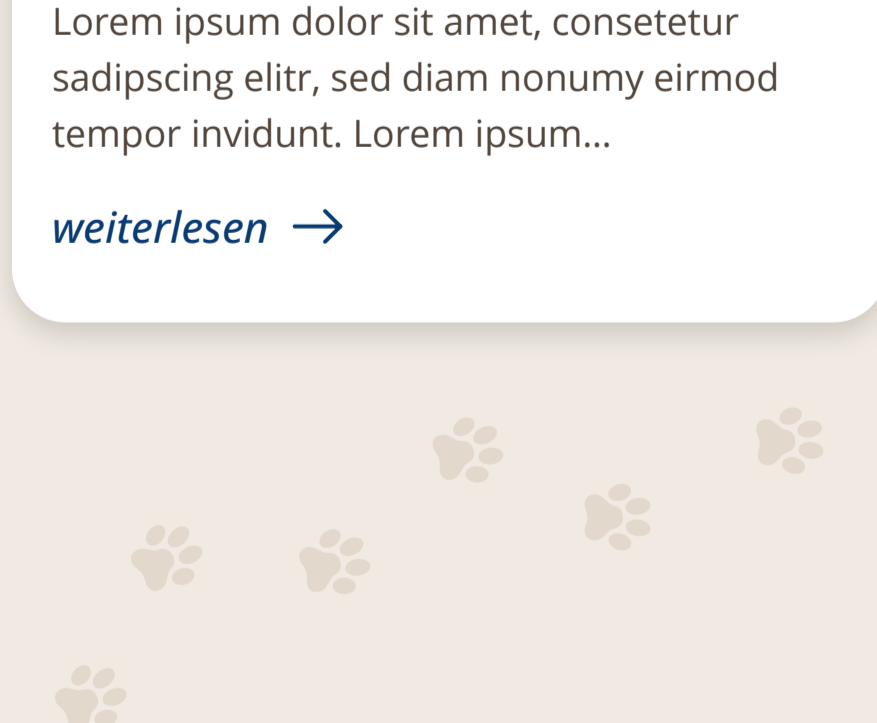 Lorem ipsum dolor sit amet, consetetur
sadipscing elitr, sed diam nonumy eirmod
tempor invidunt. Lorem ipsum...
weiterlesen →